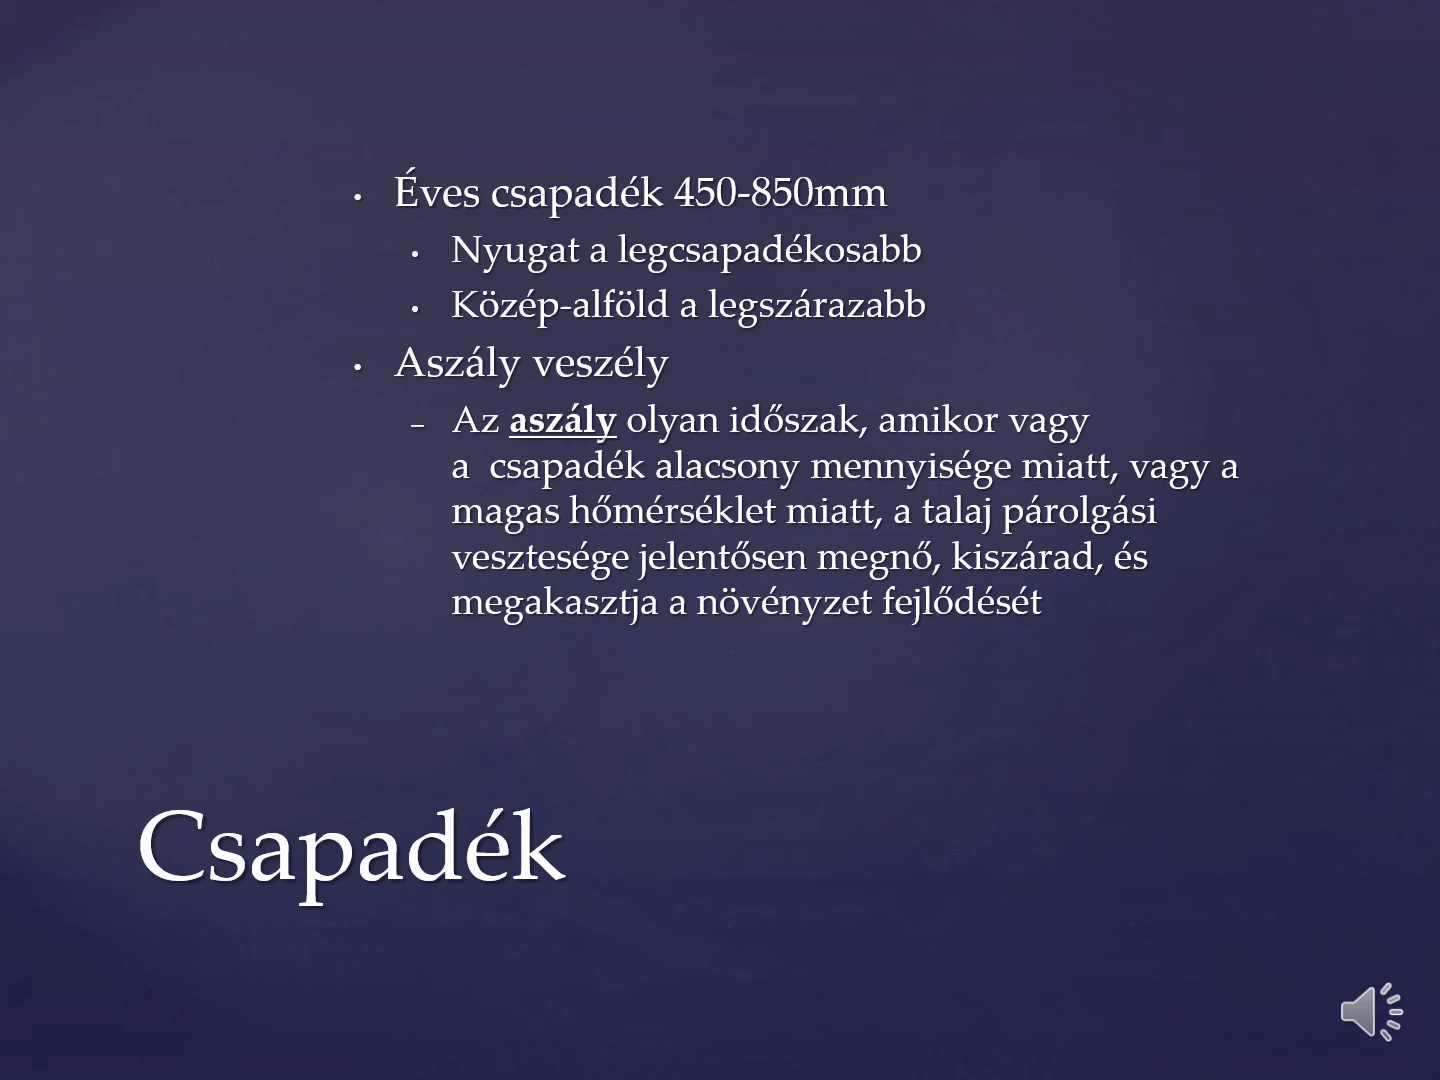 • Éves csapadék 450-850mm
• Nyugat a legcsapadékosabb
• Közép-alföld a legszárazabb
• Aszály veszély
– Az aszály olyan időszak, amikor vagy
a  csapadék alacsony mennyisége miatt, vagy a
magas hőmérséklet miatt, a talaj párolgási
vesztesége jelentősen megnő, kiszárad, és
megakasztja a növényzet fejlődését
Csapadék